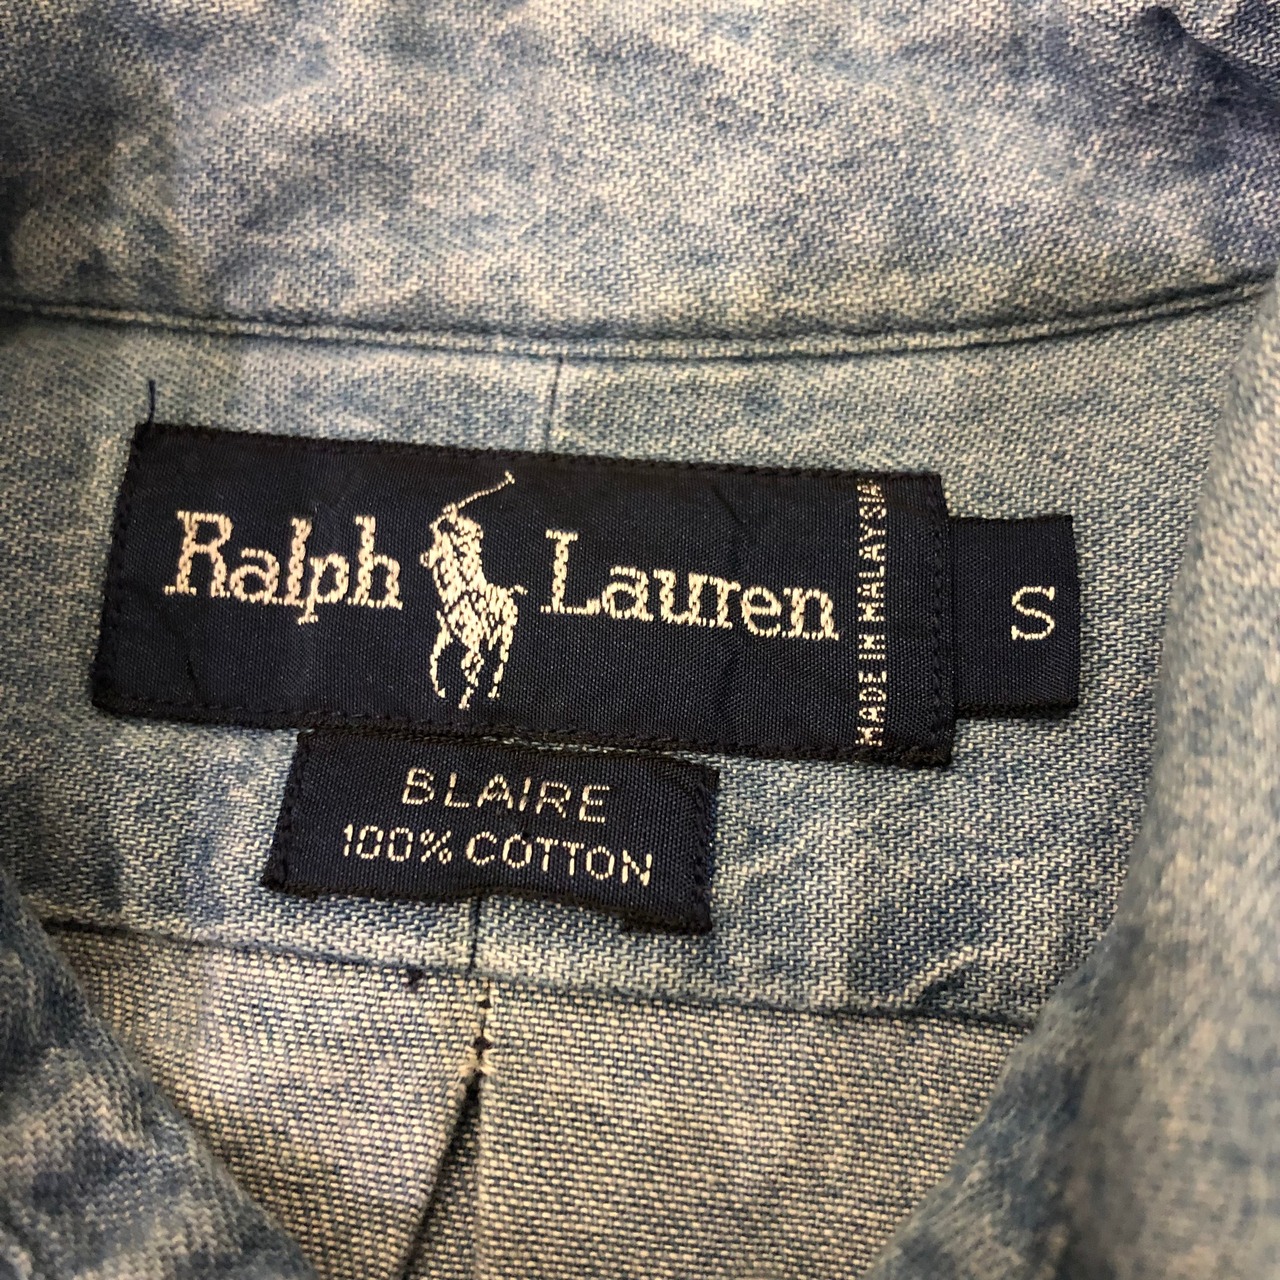 Ralph Lauren
MADE IN MALAYSIA
S
BLAIRE
100% COTTON